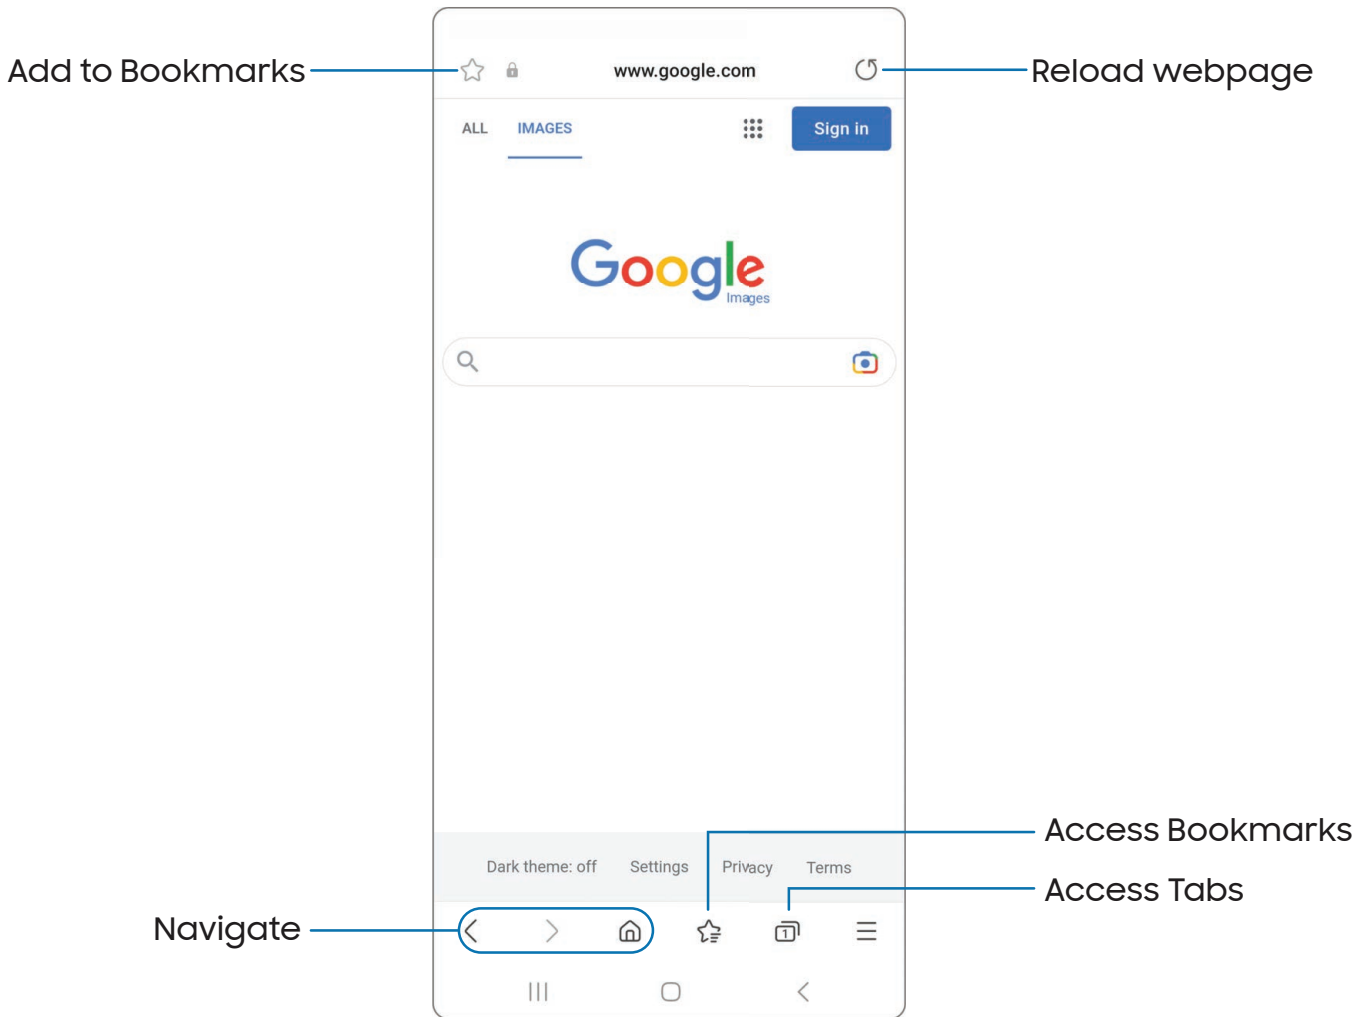 Add to Bookmarks
www.google.com
Reload webpage
ALL IMAGES
Sign in
Google
Images
Access Bookmarks
Dark theme: off Settings Privacy Terms
Access Tabs
Navigate
1